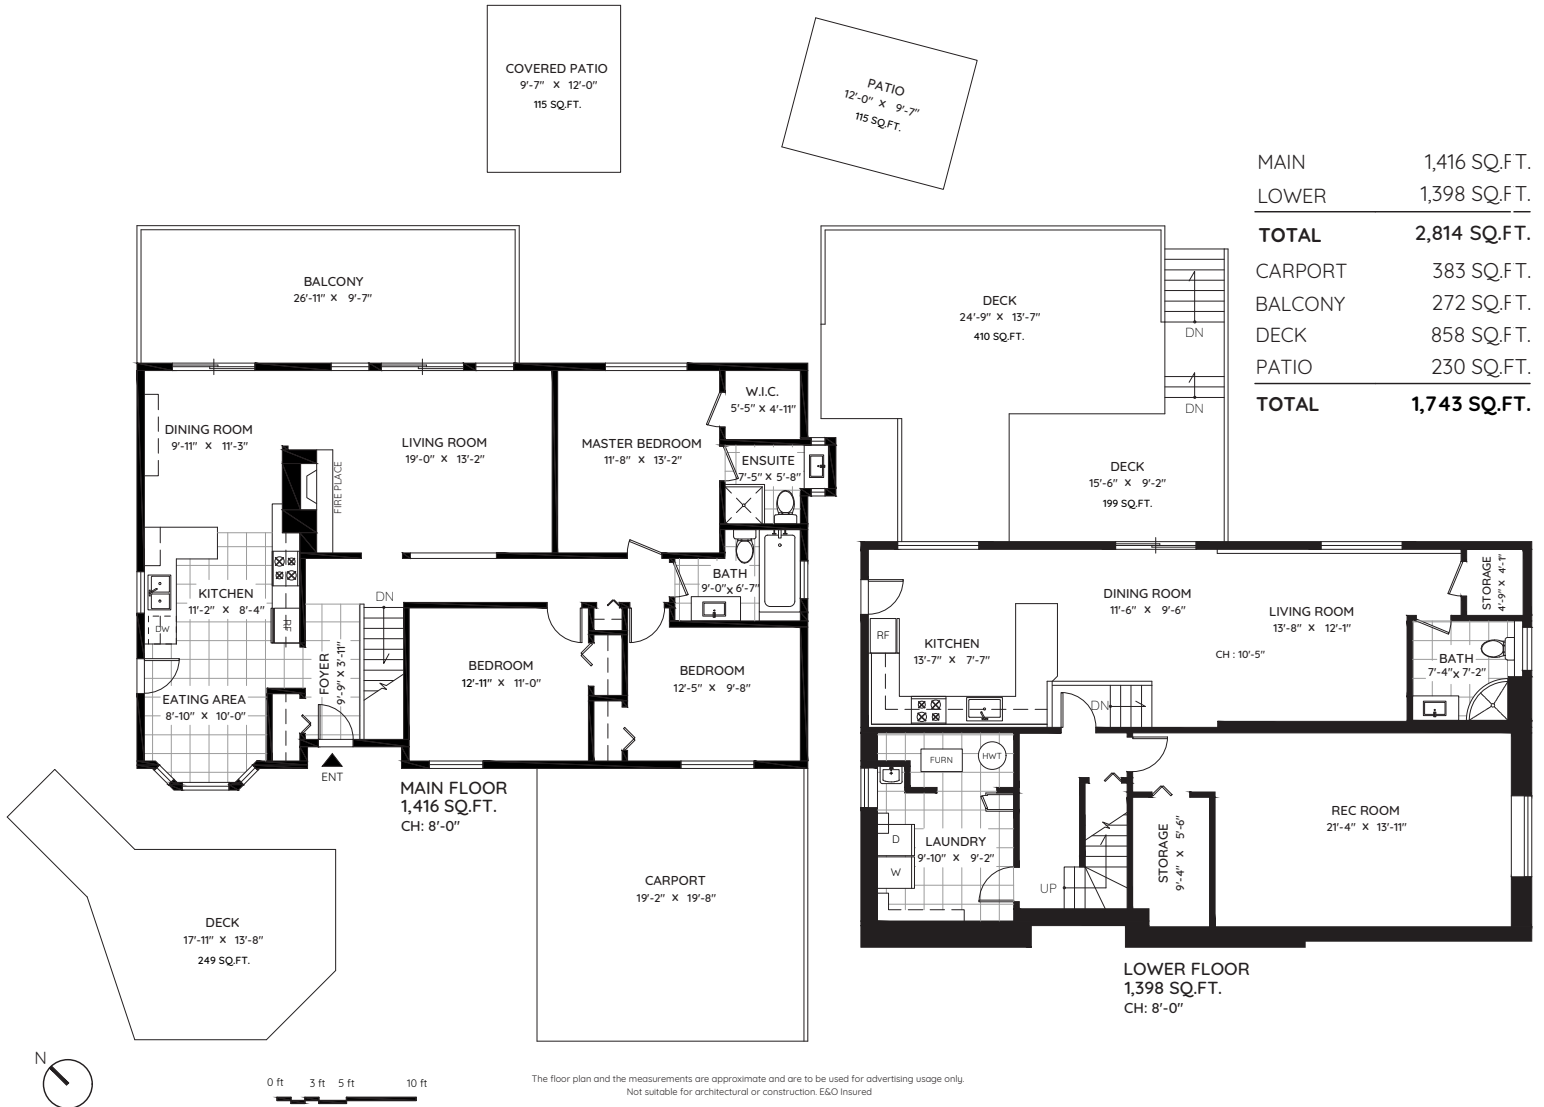 COVERED PATIO
9'-7" X 12'-0"
115 SQ.FT.
PATIO
12'-0" X 9'-7"
115 SQ.FT.
MAIN 1,416 SQ.FT.
LOWER 1,398 SQ.FT.
TOTAL 2,814 SQ.FT.
CARPORT 383 SQ.FT.
BALCONY 272 SQ.FT.
DECK 858 SQ.FT.
PATIO 230 SQ.FT.
TOTAL 1,743 SQ.FT.
BALCONY
26'-11" X 9'-7"
DINING ROOM
9'-11" X 11'-3"
LIVING ROOM
19'-0" X 13'-2"
FIRE PLACE
MASTER BEDROOM
11'-8" X 13'-2"
W.I.C.
5'-5" X 4'-11"
ENSUITE
7'-5" X 5'-8"
BATH
9'-0" X 6'-7"
KITCHEN
11'-2" X 8'-4"
DW
RF
DN
FOYER
9'-9" X 3'-11"
EATING AREA
8'-10" X 10'-0"
BEDROOM
12'-11" X 11'-0"
BEDROOM
12'-5" X 9'-8"
ENT
MAIN FLOOR
1,416 SQ.FT.
CH: 8'-0"
CARPORT
19'-2" X 19'-8"
DECK
17'-11" X 13'-8"
249 SQ.FT.
DECK
24'-9" X 13'-7"
410 SQ.FT.
DN
DN
DECK
15'-6" X 9'-2"
199 SQ.FT.
DINING ROOM
11'-6" X 9'-6"
LIVING ROOM
13'-8" X 12'-1"
CH : 10'-5"
STORAGE
4'-9" X 4'-1"
RF
KITCHEN
13'-7" X 7'-7"
BATH
7'-4" X 7'-2"
DN
FURN
HWT
D
W
LAUNDRY
9'-10" X 9'-2"
UP
STORAGE
9'-4" X 5'-6"
REC ROOM
21'-4" X 13'-11"
LOWER FLOOR
1,398 SQ.FT.
CH: 8'-0"
N
0 ft 3 ft 5 ft 10 ft
The floor plan and the measurements are approximate and are to be used for advertising usage only.
Not suitable for architectural or construction. E&O Insured